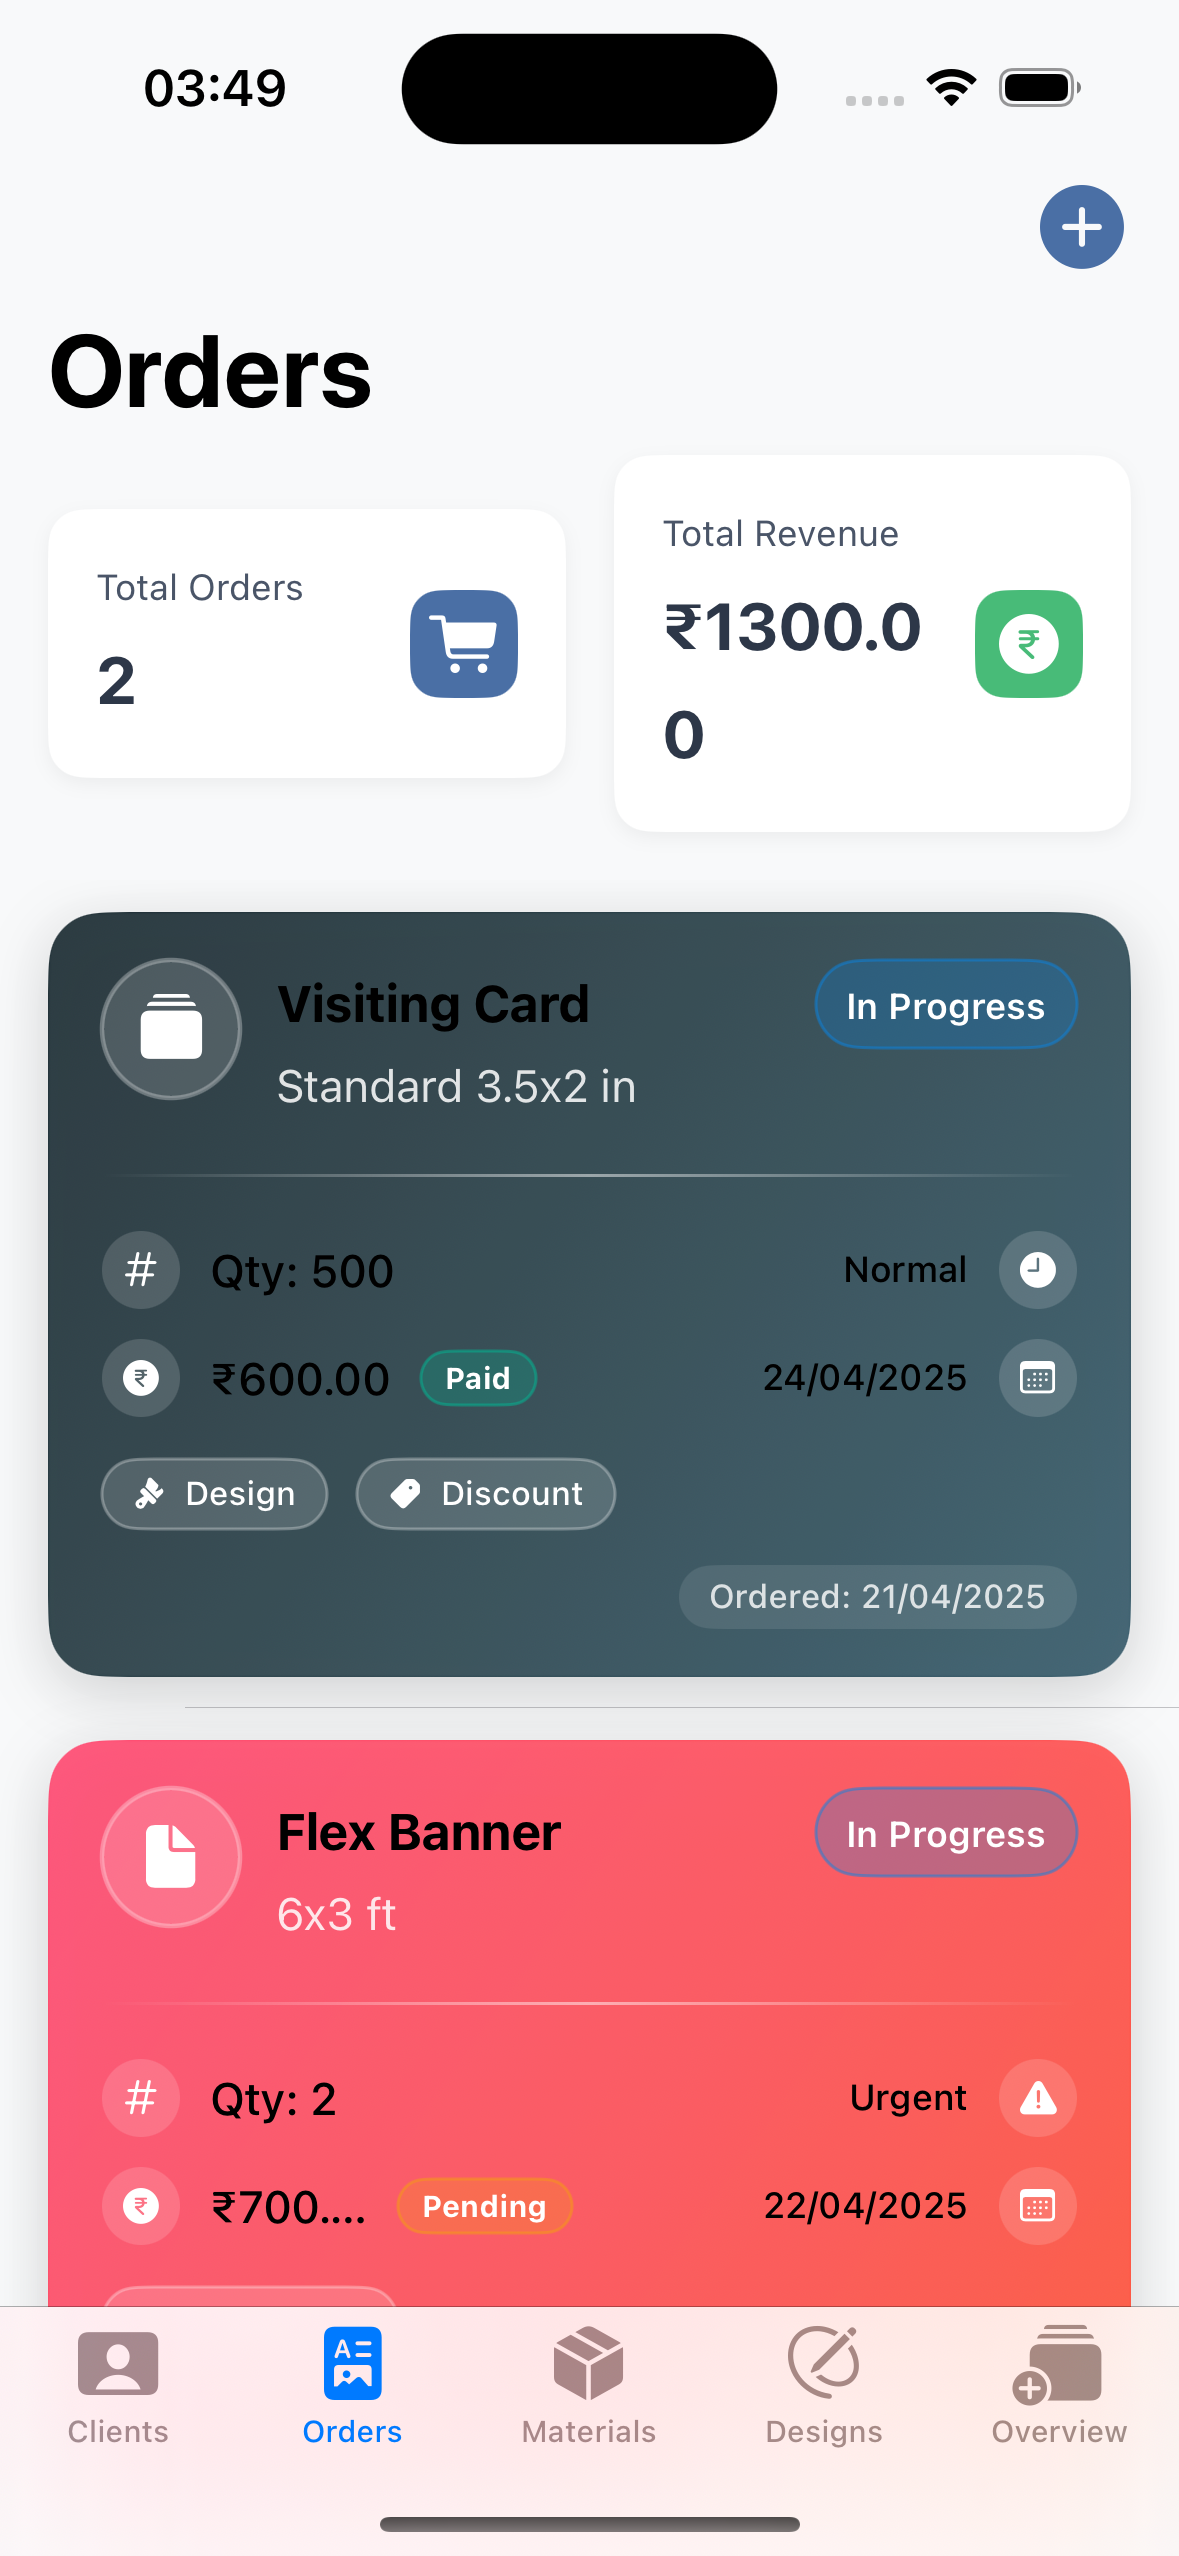 03:49
Orders
Total Orders
2
Total Revenue
₹1300.0
0
Visiting Card
In Progress
Standard 3.5x2 in
Qty: 500
Normal
₹600.00
Paid
24/04/2025
Design
Discount
Ordered: 21/04/2025
Flex Banner
In Progress
6x3 ft
Qty: 2
Urgent
₹700....
Pending
22/04/2025
Clients
Orders
Materials
Designs
Overview